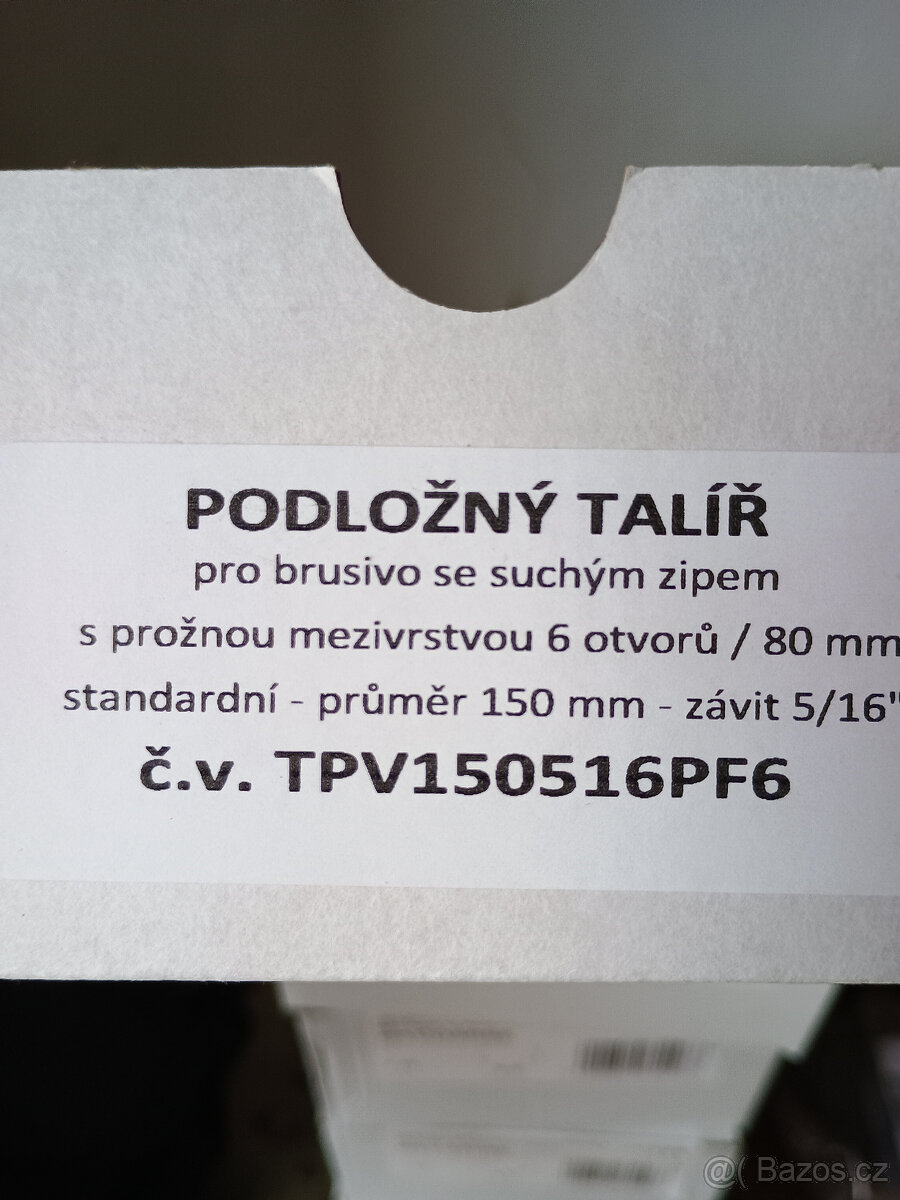 PODLOŽNÝ TALÍŘ
pro brusivo se suchým zipem
s prožnou mezivrstvou 6 otvorů / 80 mm
standardní - průměr 150 mm - závit 5/16"
č.v. TPV150516PF6
@( Bazos.cz